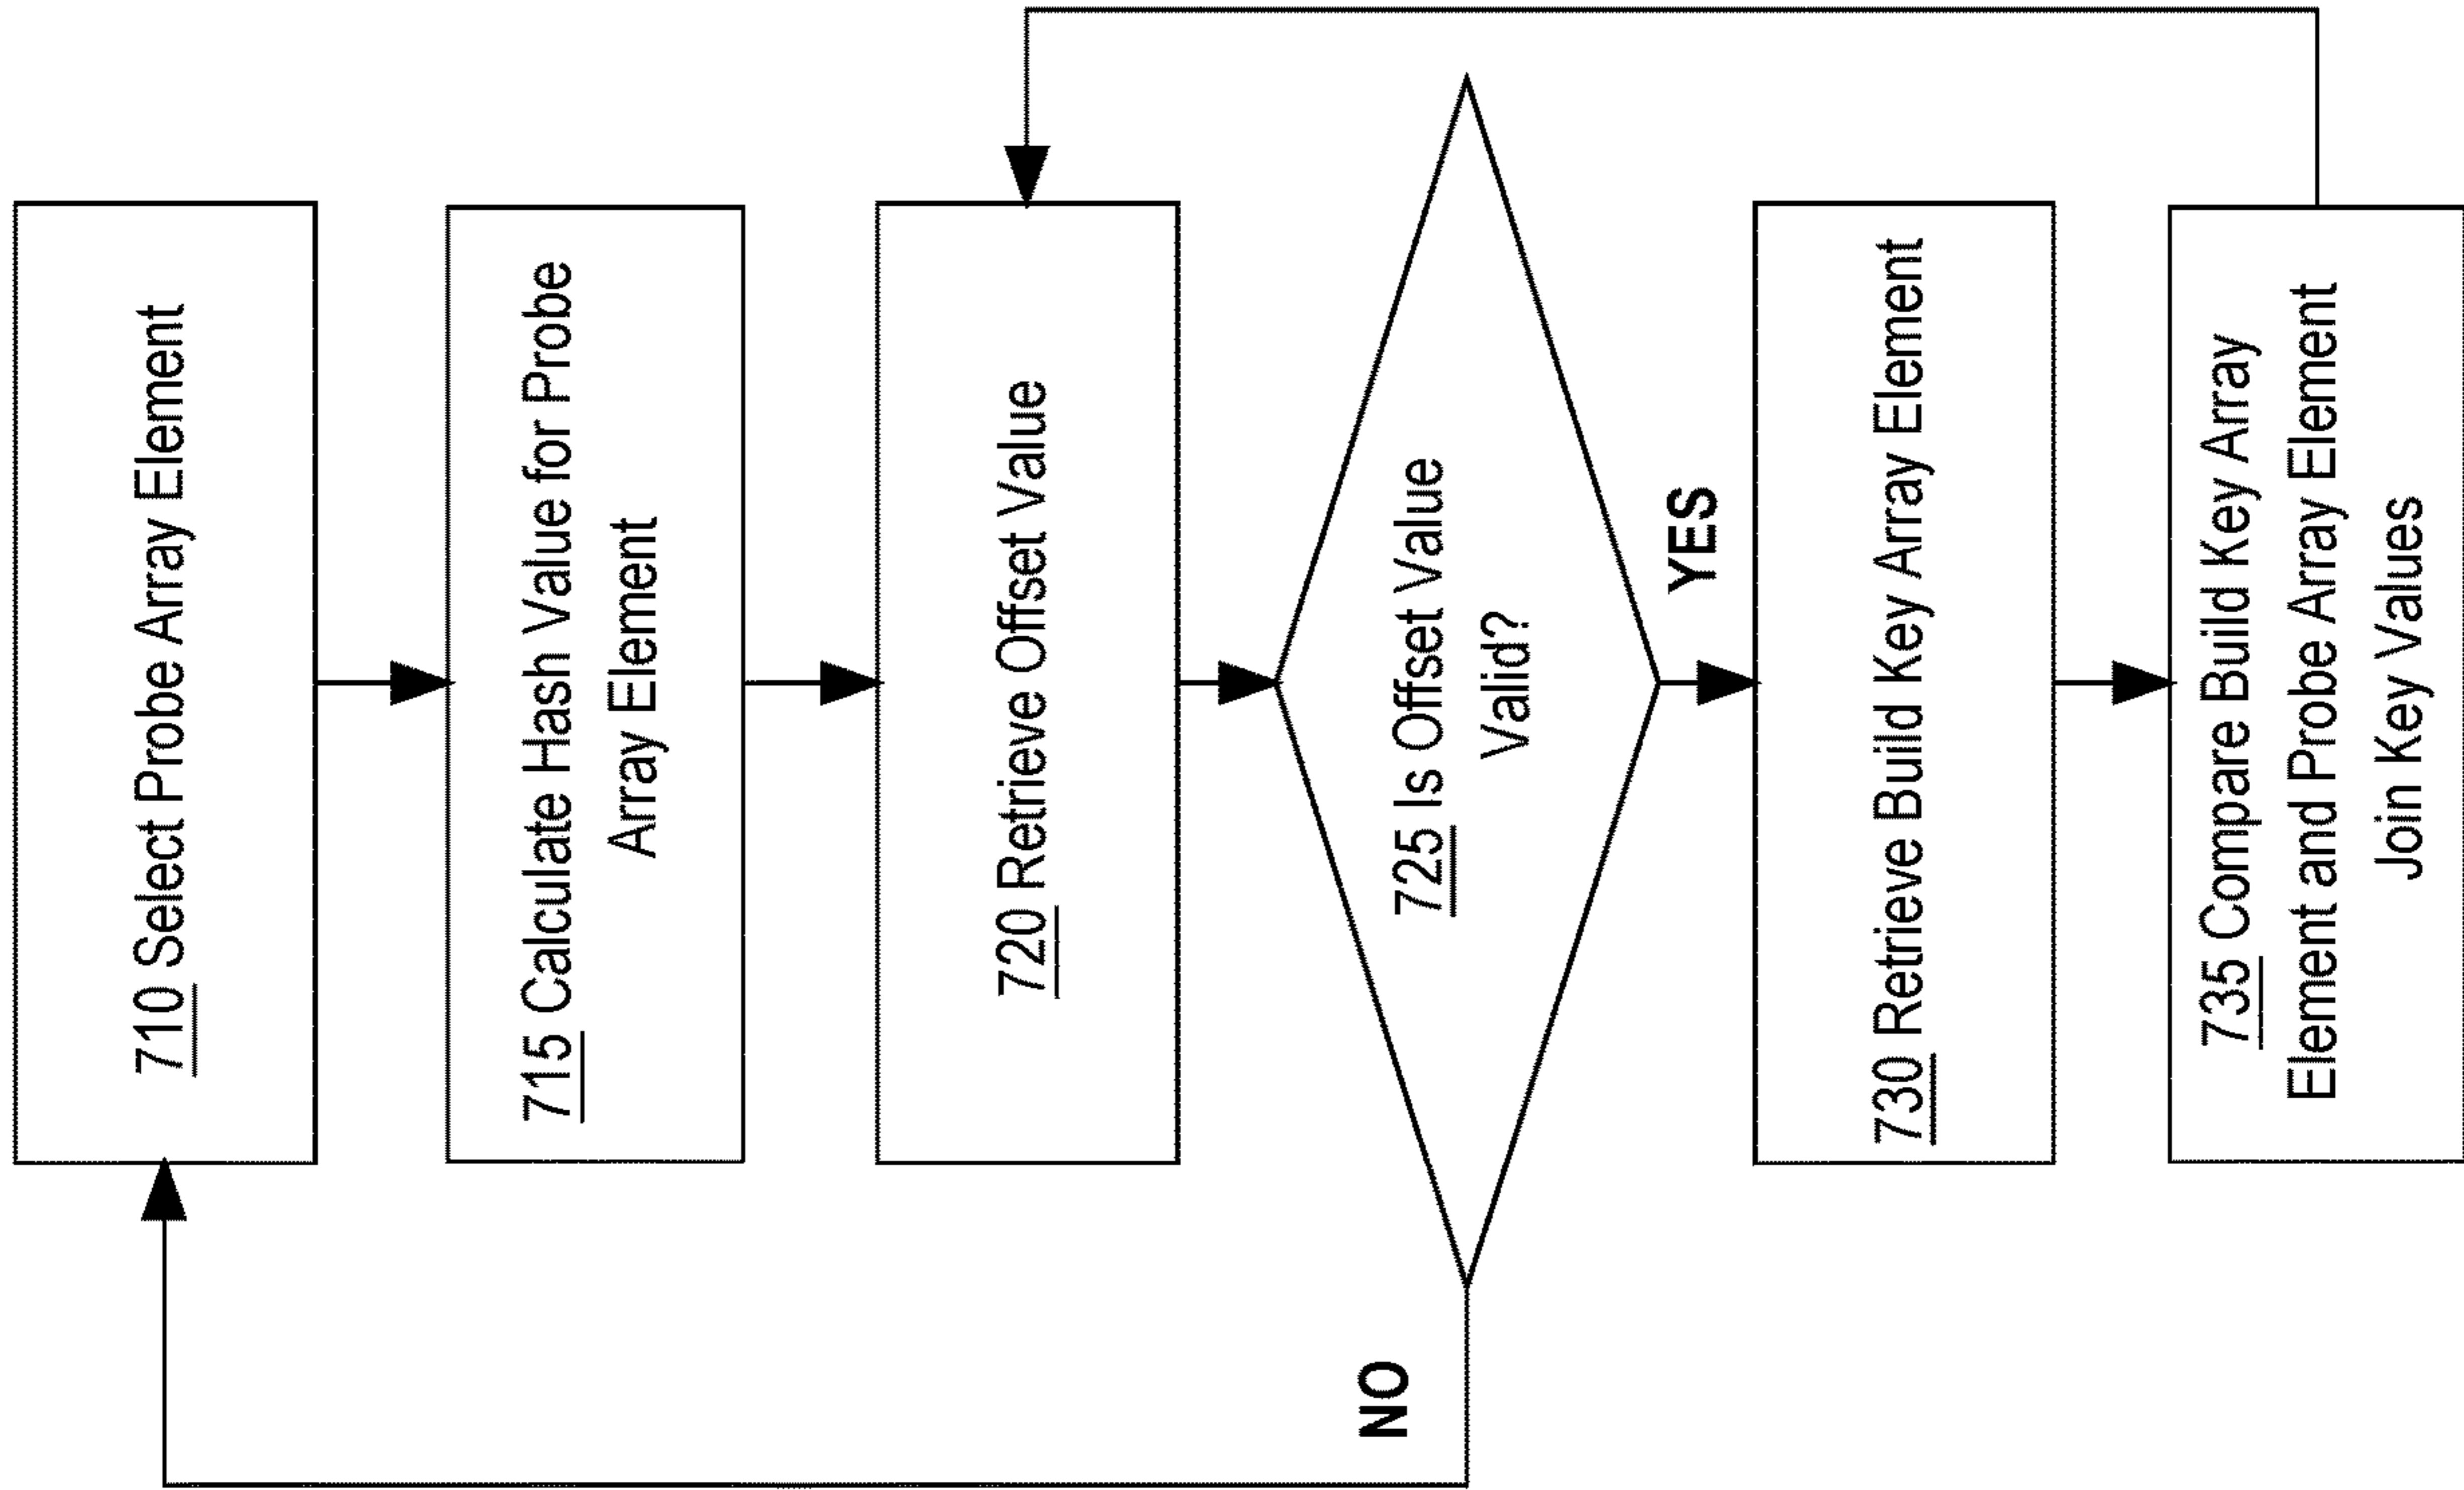 710 Select Probe Array Element
715 Calculate Hash Value for Probe
Array Element
720 Retrieve Offset Value
725 Is Offset Value
Valid?
NO
YES
730 Retrieve Build Key Array Element
735 Compare Build Key Array
Element and Probe Array Element
Join Key Values